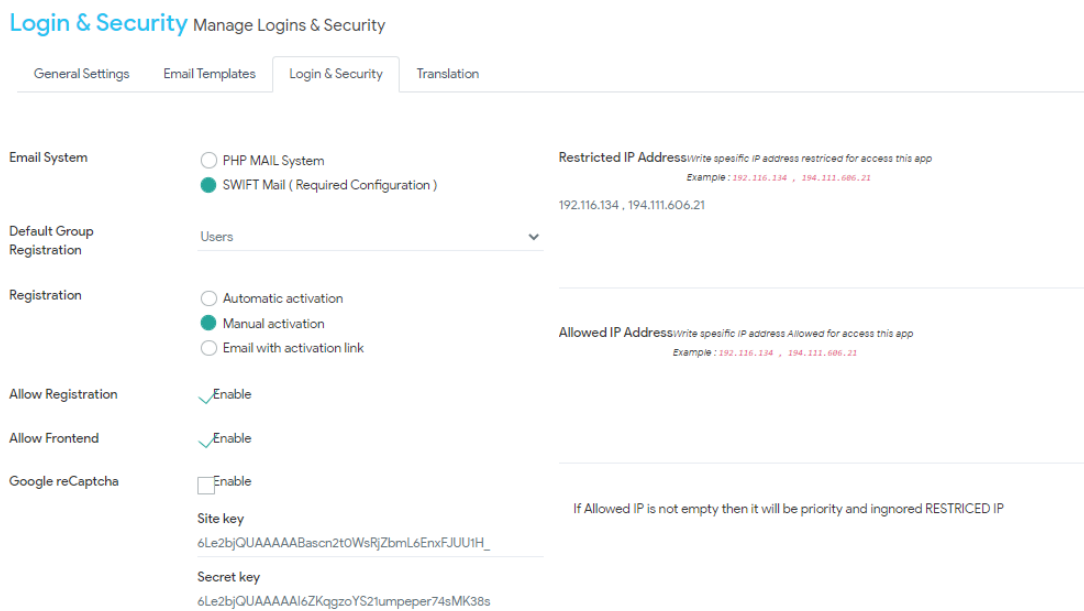 Login & Security Manage Logins & Security
General Settings Email Templates Login & Security Translation
Email System
PHP MAIL System
SWIFT Mail ( Required Configuration )
Default Group Registration
Users
Registration
Automatic activation
Manual activation
Email with activation link
Allow Registration
Enable
Allow Frontend
Enable
Google reCaptcha
Enable
Site key
6Le2bjQUAAAAABascn2t0WsRjZbmL6EnxFJUU1H_
Secret key
6Le2bjQUAAAAAI6ZKqgzoYS21umpeper74sMK38s
Restricted IP AddressWrite spesific IP address restriced for access this app
Example : 192.116.134 , 194.111.606.21
192.116.134 , 194.111.606.21
Allowed IP AddressWrite spesific IP address Allowed for access this app
Example : 192.116.134 , 194.111.606.21
If Allowed IP is not empty then it will be priority and ingnored RESTRICED IP